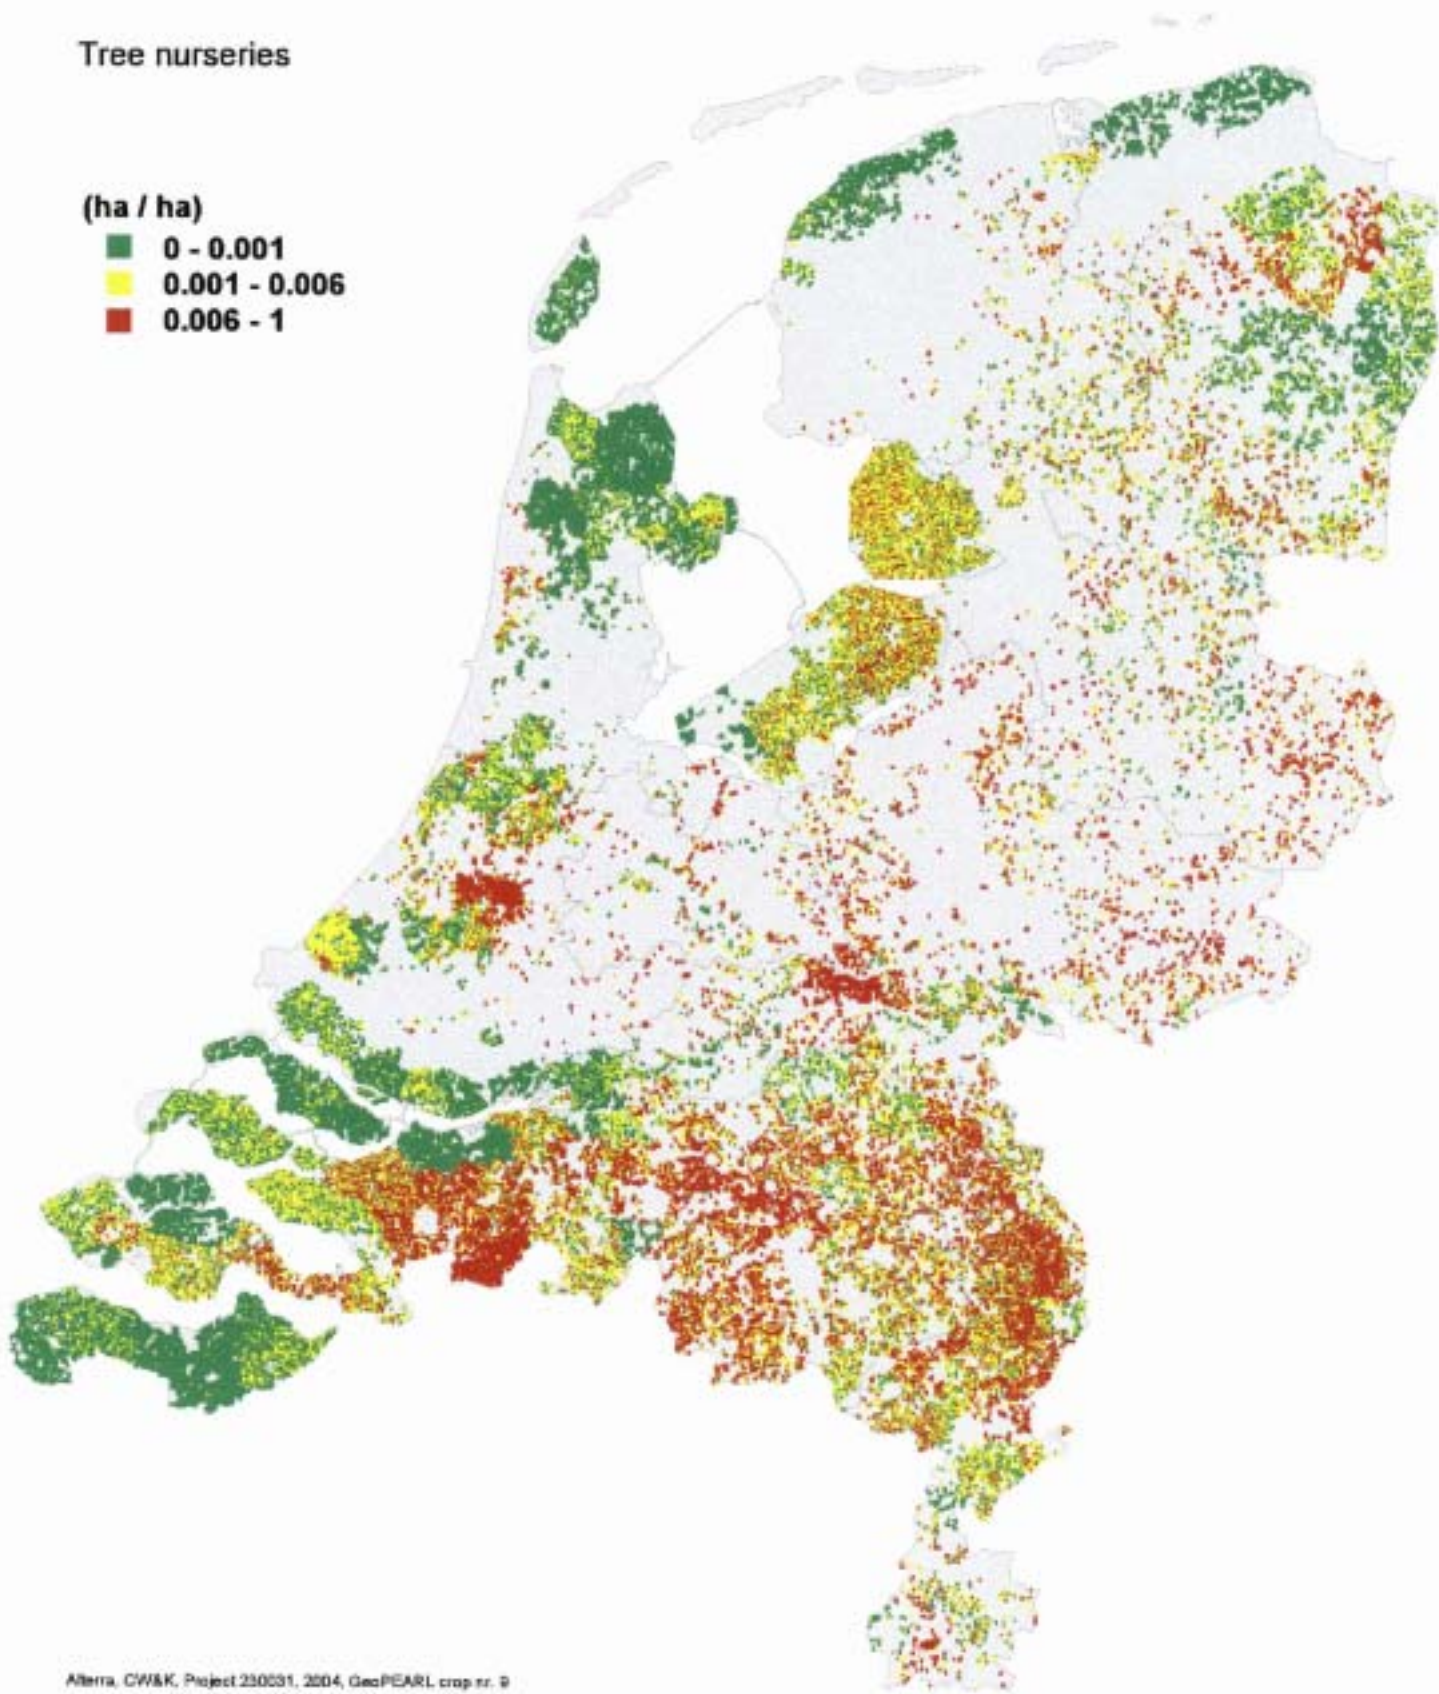 Tree nurseries
(ha / ha)
0 - 0.001
0.001 - 0.006
0.006 - 1
Alterra, CW&K, Project 230031, 2004, GeoPEARL crop nr. 9